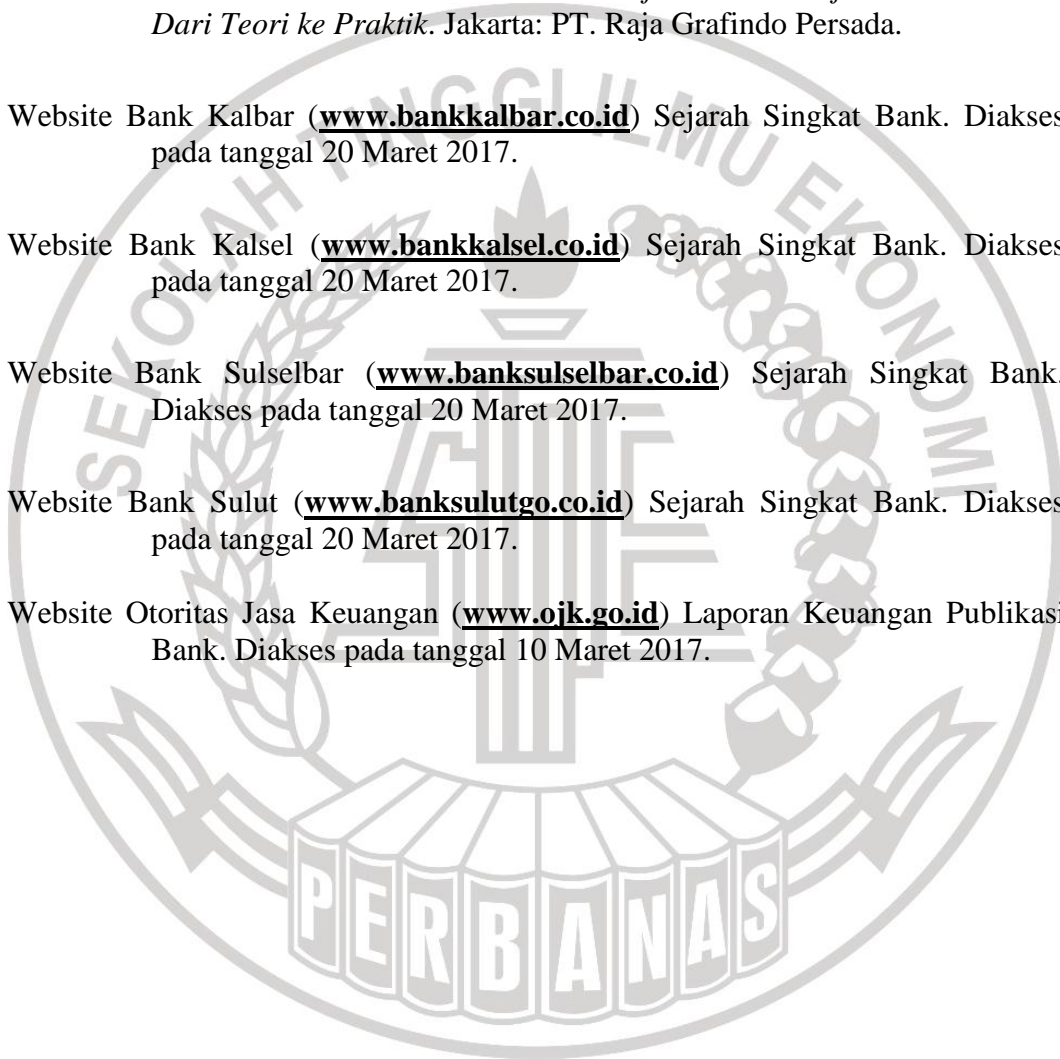 Dari Teori ke Praktik. Jakarta: PT. Raja Grafindo Persada.
Website Bank Kalbar (www.bankkalbar.co.id) Sejarah Singkat Bank. Diakses
pada tanggal 20 Maret 2017.
Website Bank Kalsel (www.bankkalsel.co.id) Sejarah Singkat Bank. Diakses
pada tanggal 20 Maret 2017.
Website Bank Sulselbar (www.banksulselbar.co.id) Sejarah Singkat Bank.
Diakses pada tanggal 20 Maret 2017.
Website Bank Sulut (www.banksulutgo.co.id) Sejarah Singkat Bank. Diakses
pada tanggal 20 Maret 2017.
Website Otoritas Jasa Keuangan (www.ojk.go.id) Laporan Keuangan Publikasi
Bank. Diakses pada tanggal 10 Maret 2017.
SEKOLAH TINGGI ILMU EKONOMI
PERBANAS